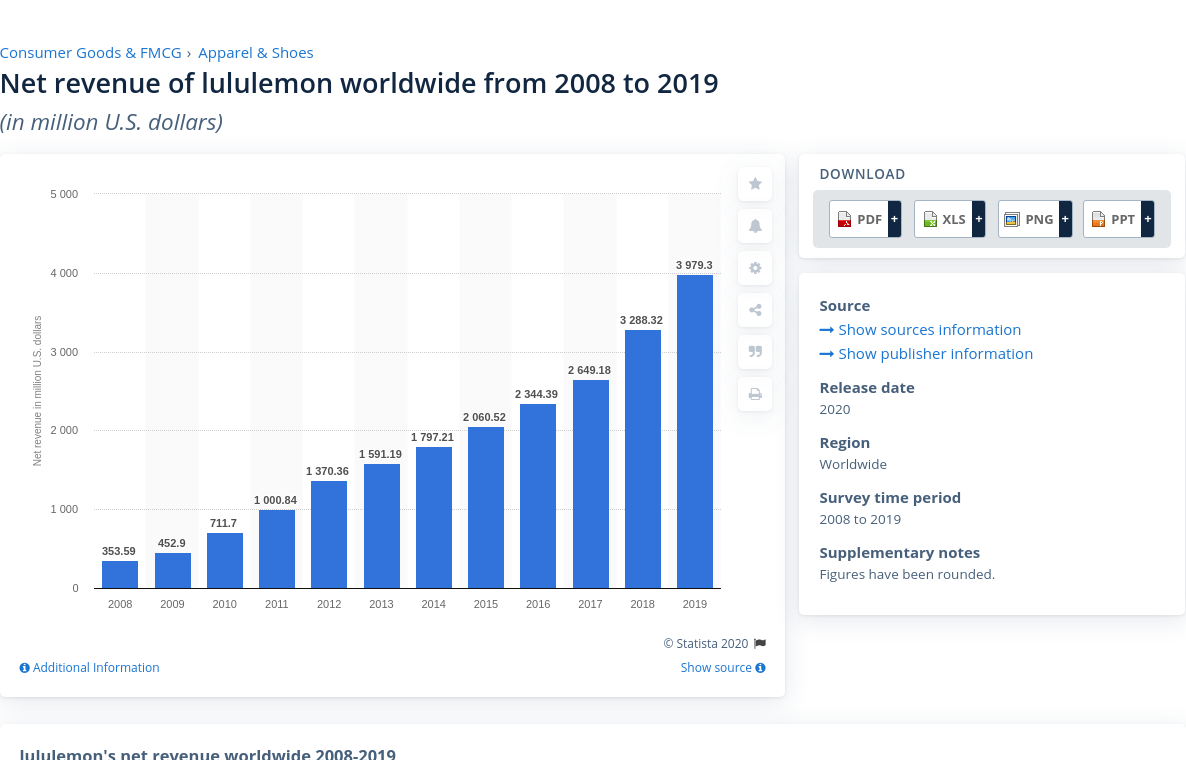 Consumer Goods & FMCG › Apparel & Shoes
Net revenue of lululemon worldwide from 2008 to 2019
(in million U.S. dollars)
Net revenue in million U.S. dollars
5 000
4 000
3 000
2 000
1 000
0
353.59
452.9
711.7
1 000.84
1 370.36
1 591.19
1 797.21
2 060.52
2 344.39
2 649.18
3 288.32
3 979.3
2008 2009 2010 2011 2012 2013 2014 2015 2016 2017 2018 2019
© Statista 2020
Additional Information Show source
DOWNLOAD
PDF + XLS + PNG + PPT +
Source
Show sources information
Show publisher information
Release date
2020
Region
Worldwide
Survey time period
2008 to 2019
Supplementary notes
Figures have been rounded.
lululemon's net revenue worldwide 2008-2019